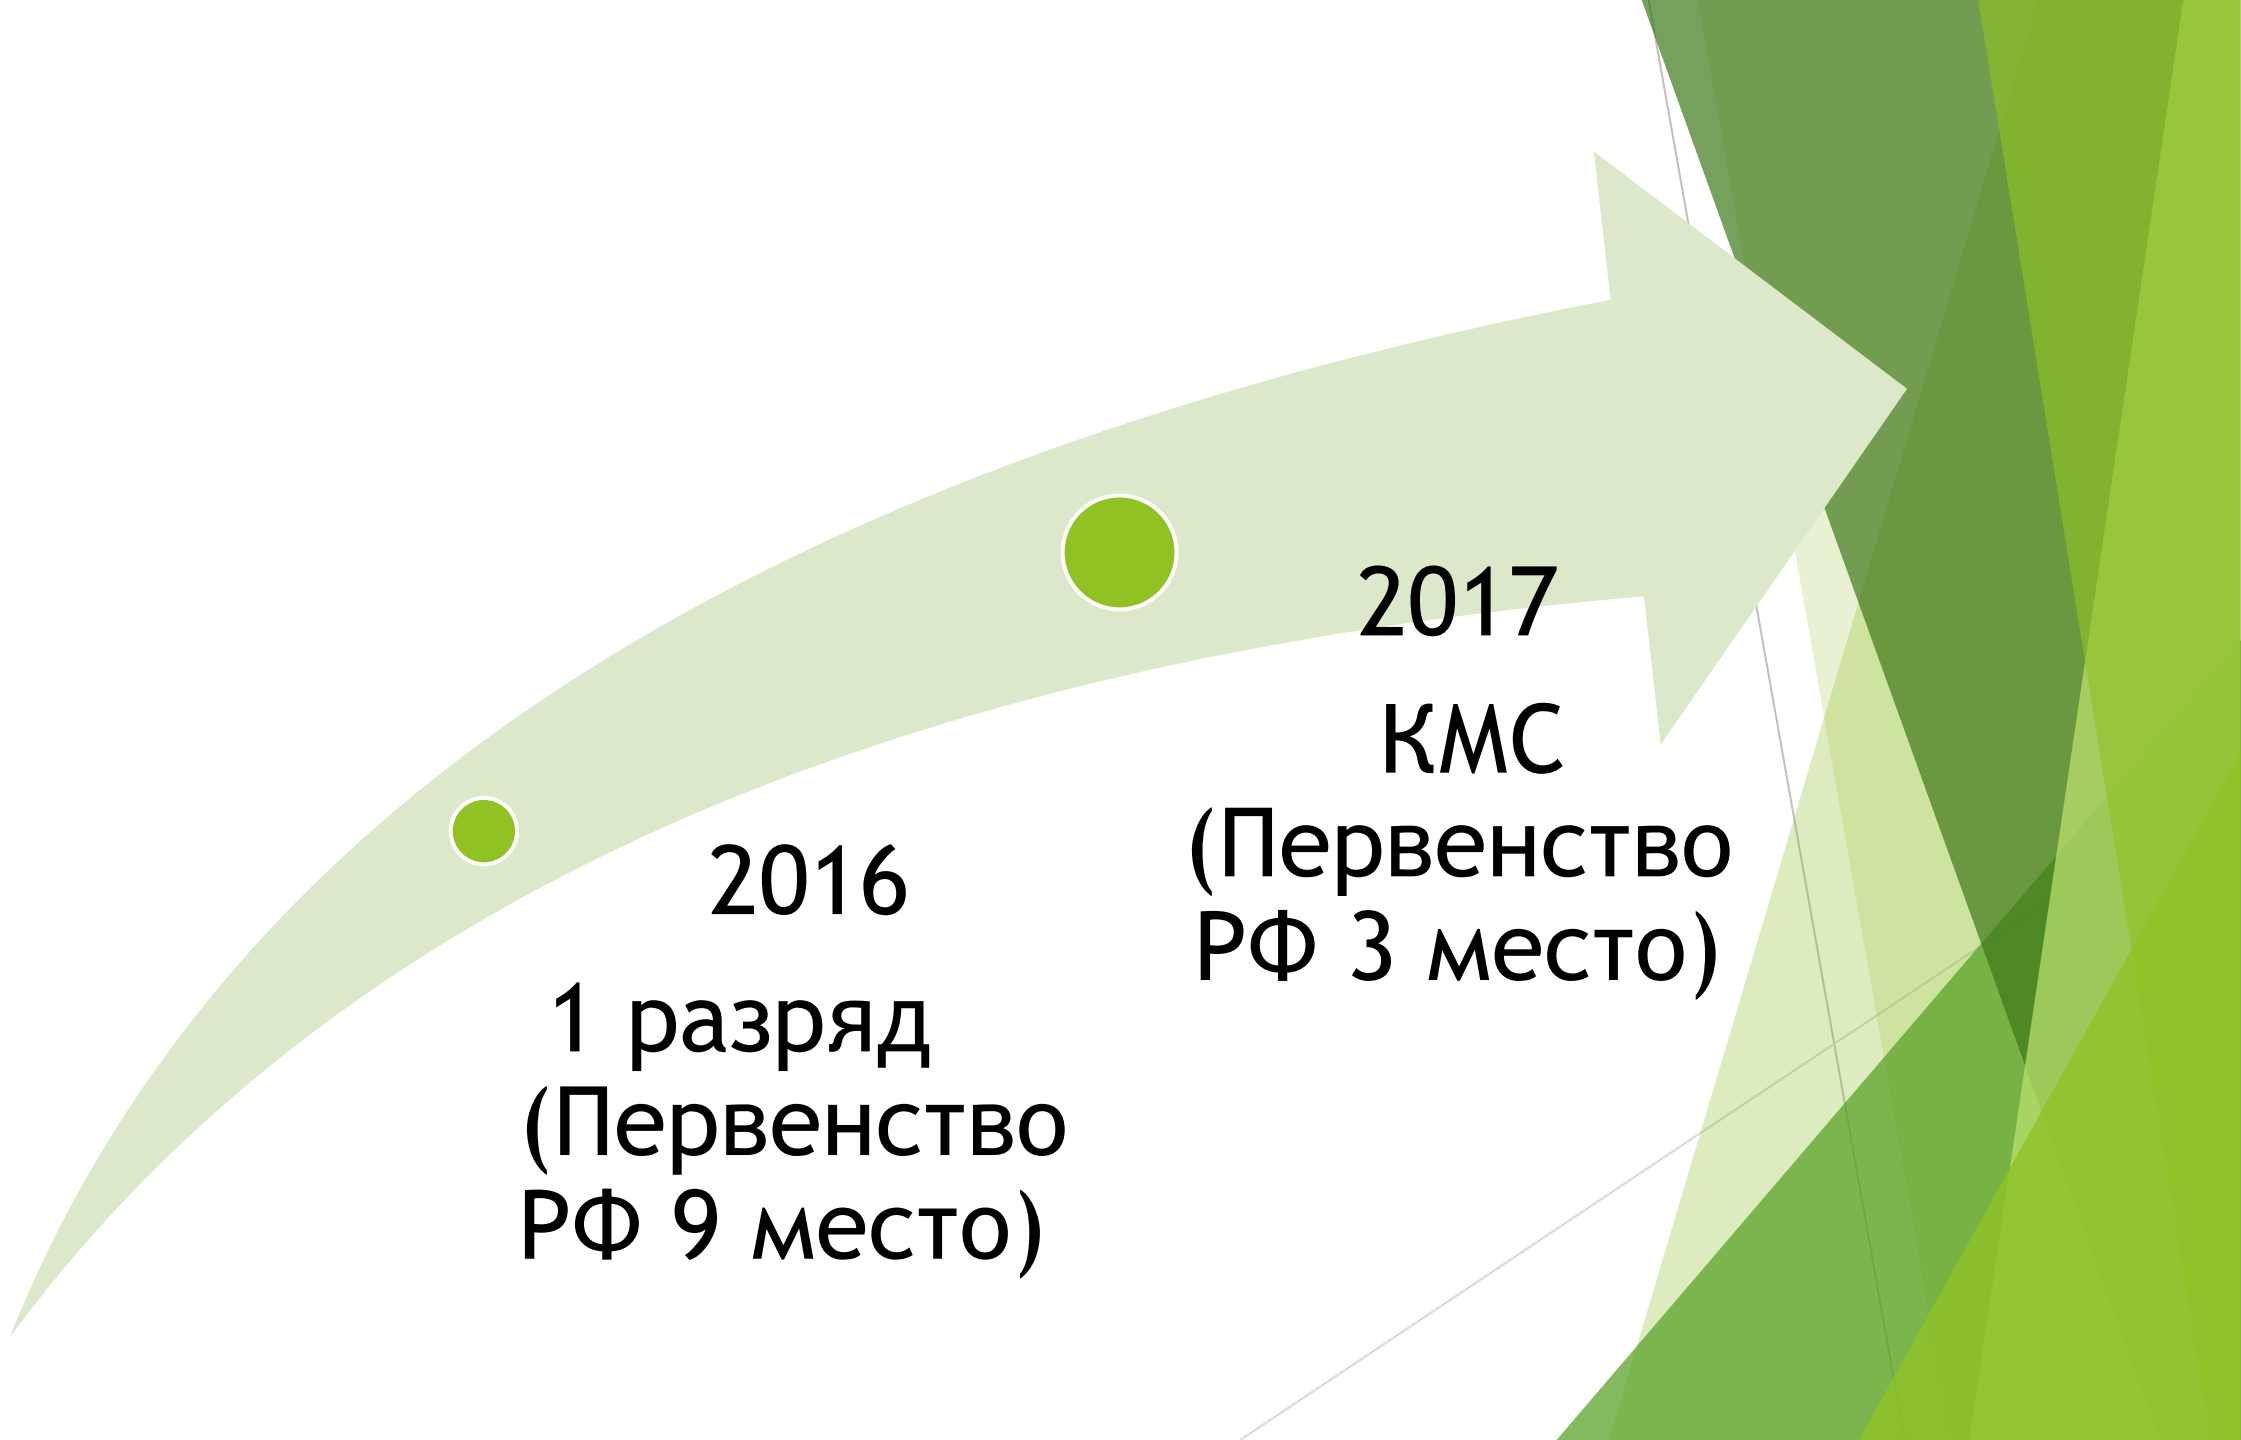 2016
1 разряд
(Первенство
РФ 9 место)
2017
КМС
(Первенство
РФ 3 место)